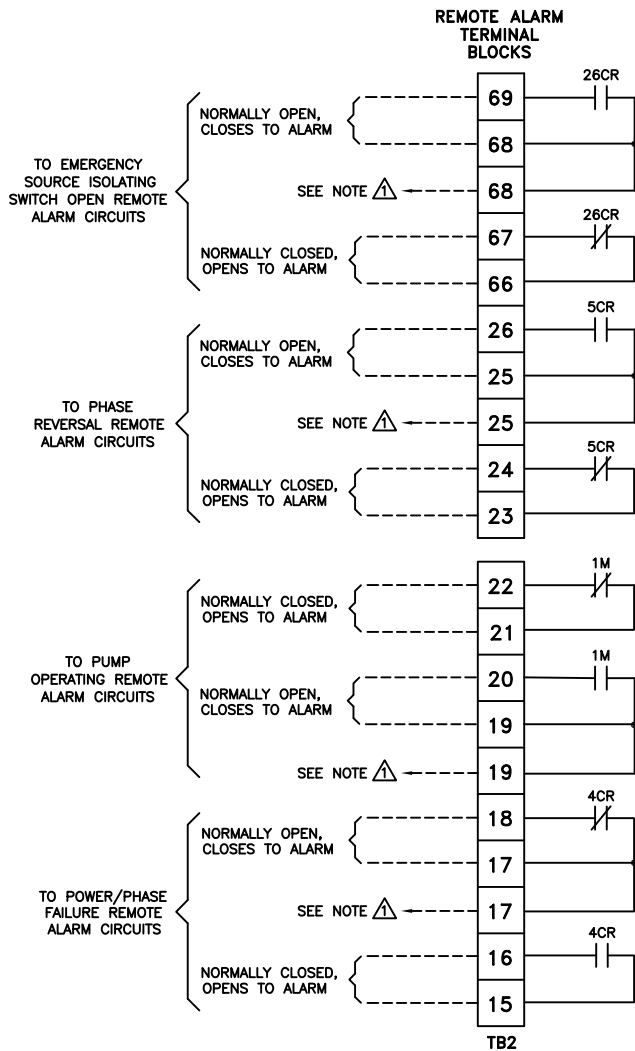 REMOTE ALARM
TERMINAL
BLOCKS
TO EMERGENCY
SOURCE ISOLATING
SWITCH OPEN REMOTE
ALARM CIRCUITS
NORMALLY OPEN,
CLOSES TO ALARM
69
26CR
68
SEE NOTE 1
68
NORMALLY CLOSED,
OPENS TO ALARM
67
26CR
66
TO PHASE
REVERSAL REMOTE
ALARM CIRCUITS
NORMALLY OPEN,
CLOSES TO ALARM
26
5CR
25
SEE NOTE 1
25
NORMALLY CLOSED,
OPENS TO ALARM
24
5CR
23
TO PUMP
OPERATING REMOTE
ALARM CIRCUITS
NORMALLY CLOSED,
OPENS TO ALARM
22
1M
21
NORMALLY OPEN,
CLOSES TO ALARM
20
1M
19
SEE NOTE 1
19
TO POWER/PHASE
FAILURE REMOTE
ALARM CIRCUITS
NORMALLY OPEN,
CLOSES TO ALARM
18
4CR
17
SEE NOTE 1
17
NORMALLY CLOSED,
OPENS TO ALARM
16
4CR
15
TB2